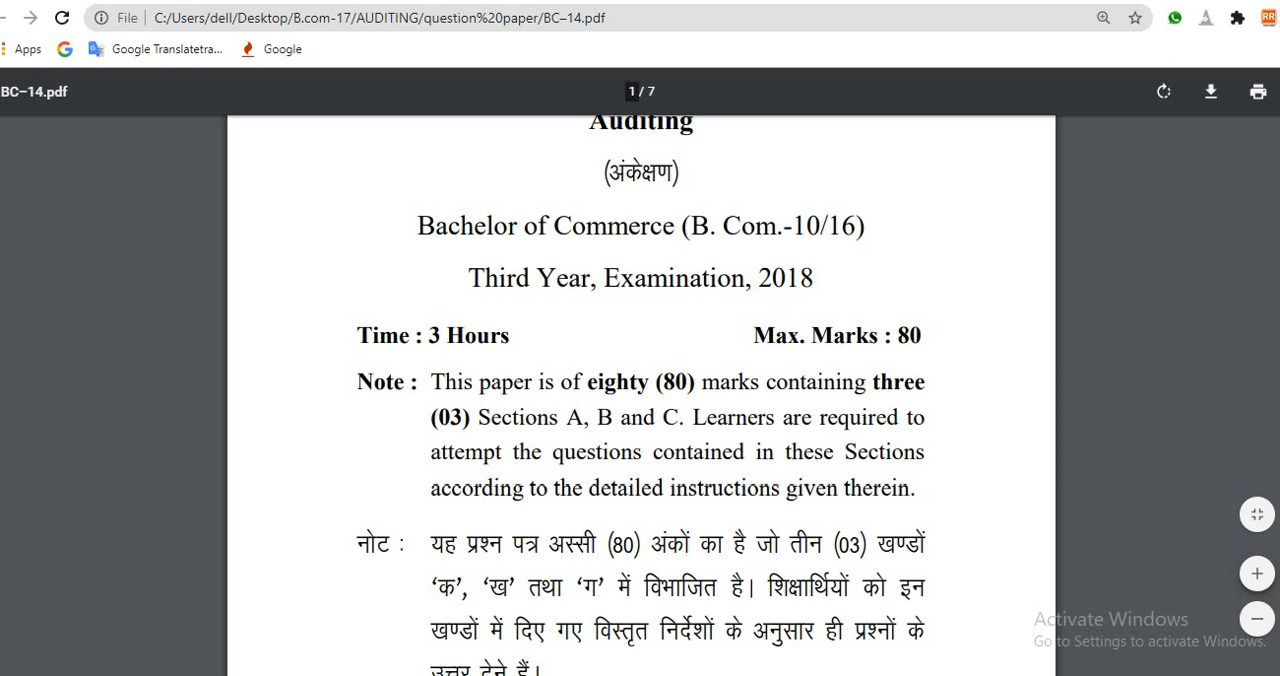 File C:/Users/dell/Desktop/B.com-17/AUDITING/question%20paper/BC–14.pdf
RR
Apps Google Translatetra... Google
BC–14.pdf 1 / 7
Auditing
(अंकेक्षण)
Bachelor of Commerce (B. Com.-10/16)
Third Year, Examination, 2018
Time : 3 Hours Max. Marks : 80
Note : This paper is of eighty (80) marks containing three
(03) Sections A, B and C. Learners are required to
attempt the questions contained in these Sections
according to the detailed instructions given therein.
नोट : यह प्रश्न पत्र अस्सी (80) अंकों का है जो तीन (03) खण्डों
‘क’, ‘ख’ तथा ‘ग’ में विभाजित है। शिक्षार्थियों को इन
खण्डों में दिए गए विस्तृत निर्देशों के अनुसार ही प्रश्नों के
उत्तर देने हैं।
Activate Windows
Go to Settings to activate Windows.